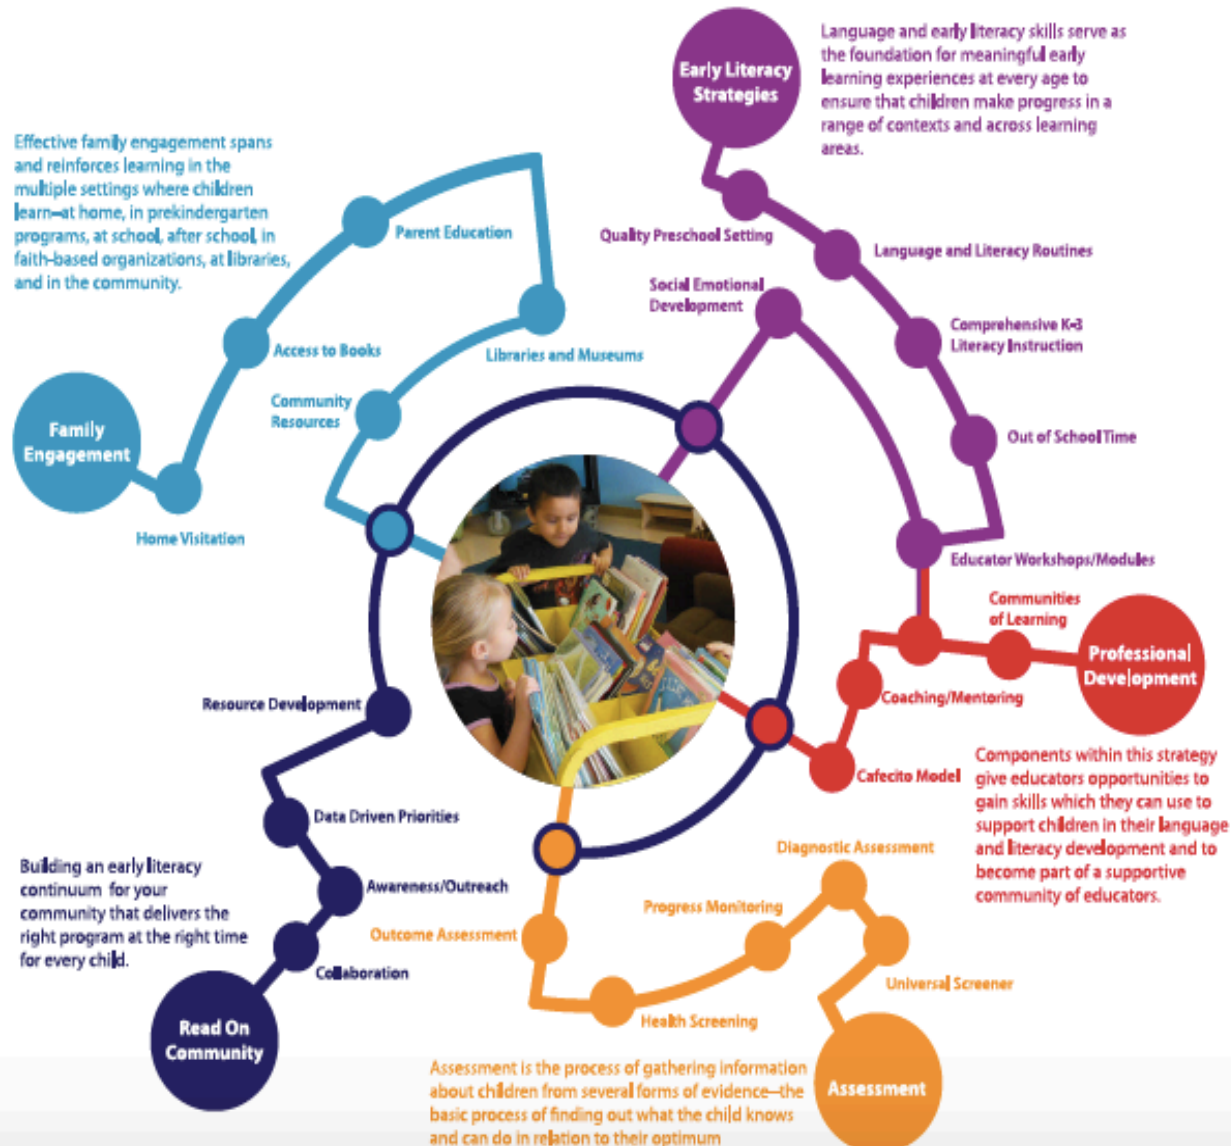 Early Literacy
Strategies
Language and early literacy skills serve as
the foundation for meaningful early
learning experiences at every age to
ensure that children make progress in a
range of contexts and across learning
areas.
Quality Preschool Setting
Language and Literacy Routines
Social Emotional
Development
Comprehensive K-3
Literacy Instruction
Out of School Time
Educator Workshops/Modules
Effective family engagement spans
and reinforces learning in the
multiple settings where children
learn—at home, in prekindergarten
programs, at school, after school, in
faith-based organizations, at libraries,
and in the community.
Parent Education
Access to Books
Libraries and Museums
Community
Resources
Family
Engagement
Home Visitation
Communities
of Learning
Professional
Development
Coaching/Mentoring
Cafecito Model
Components within this strategy
give educators opportunities to
gain skills which they can use to
support children in their language
and literacy development and to
become part of a supportive
community of educators.
Resource Development
Data Driven Priorities
Awareness/Outreach
Collaboration
Building an early literacy
continuum for your
community that delivers the
right program at the right time
for every child.
Read On
Community
Diagnostic Assessment
Progress Monitoring
Outcome Assessment
Universal Screener
Health Screening
Assessment
Assessment is the process of gathering information
about children from several forms of evidence—the
basic process of finding out what the child knows
and can do in relation to their optimum